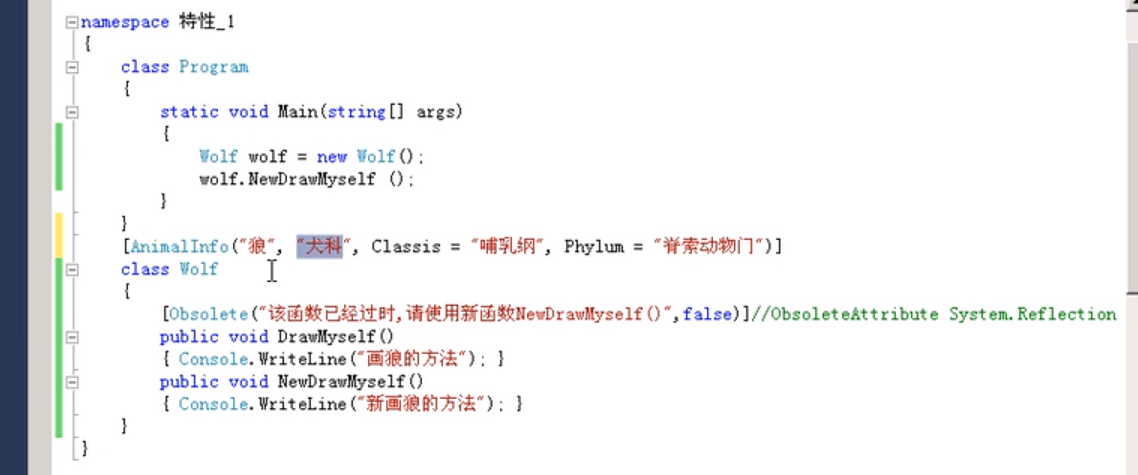 namespace 特性_1
{
class Program
{
static void Main(string[] args)
{
Wolf wolf = new Wolf();
wolf.NewDrawMyself ();
}
}
[AnimalInfo("狼", "犬科", Classis = "哺乳纲", Phylum = "脊索动物门")]
class Wolf
{
[Obsolete("该函数已经过时,请使用新函数NewDrawMyself()",false)]//ObsoleteAttribute System.Reflection
public void DrawMyself()
{ Console.WriteLine("画狼的方法"); }
public void NewDrawMyself()
{ Console.WriteLine("新画狼的方法"); }
}
}